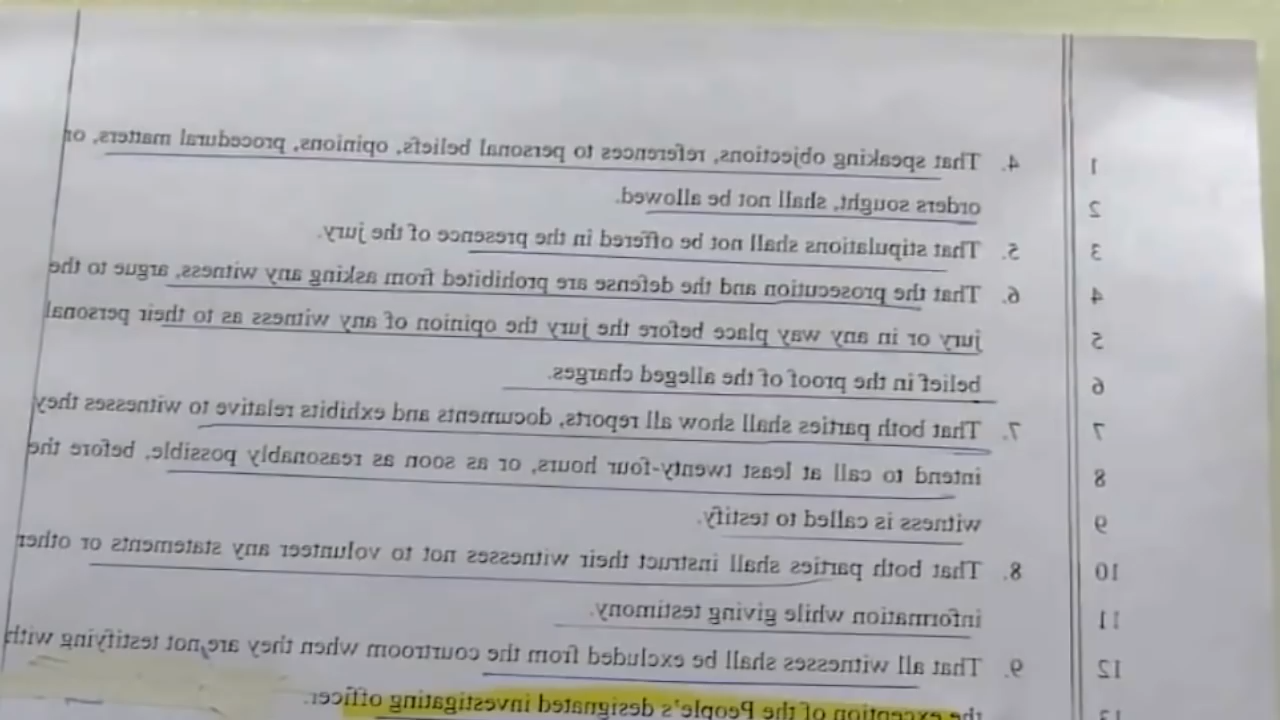 1 4. That speaking objections, references to personal beliefs, opinions, procedural matters, or
2 orders sought, shall not be allowed.
3 5. That stipulations shall not be offered in the presence of the jury.
4 6. That the prosecution and the defense are prohibited from asking any witness, argue to the
5 jury or in any way place before the jury the opinion of any witness as to their personal
6 belief in the proof of the alleged charges.
7 7. That both parties shall show all reports, documents and exhibits relative to witnesses they
8 intend to call at least twenty-four hours, or as soon as reasonably possible, before the
9 witness is called to testify.
10 8. That both parties shall instruct their witnesses not to volunteer any statements or other
11 information while giving testimony.
12 9. That all witnesses shall be excluded from the courtroom when they are not testifying with
13 the exception of the People's designated investigating officer.